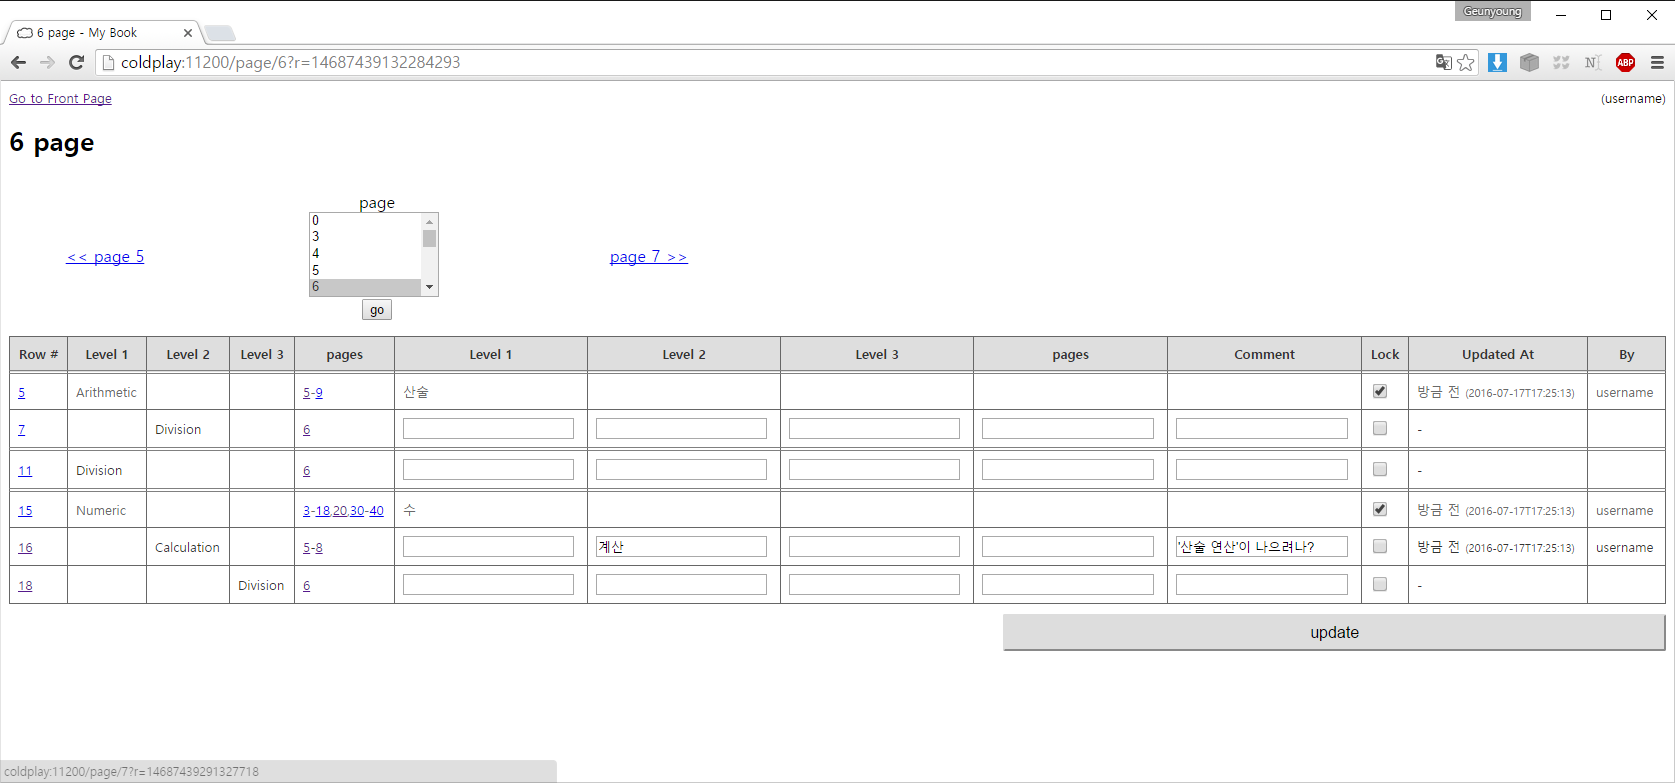 Geunyoung
6 page - My Book
coldplay:11200/page/6?r=14687439132284293
Go to Front Page (username)
6 page
page
0
3
4
5
6
<< page 5 page 7 >>
go
Row # Level 1 Level 2 Level 3 pages Level 1 Level 2 Level 3 pages Comment Lock Updated At By
5 Arithmetic 5-9 산술 방금 전 (2016-07-17T17:25:13) username
7 Division 6 -
11 Division 6 -
15 Numeric 3-18,20,30-40 수 방금 전 (2016-07-17T17:25:13) username
16 Calculation 5-8 계산 '산술 연산'이 나으려나? 방금 전 (2016-07-17T17:25:13) username
18 Division 6 -
update
coldplay:11200/page/7?r=14687439291327718